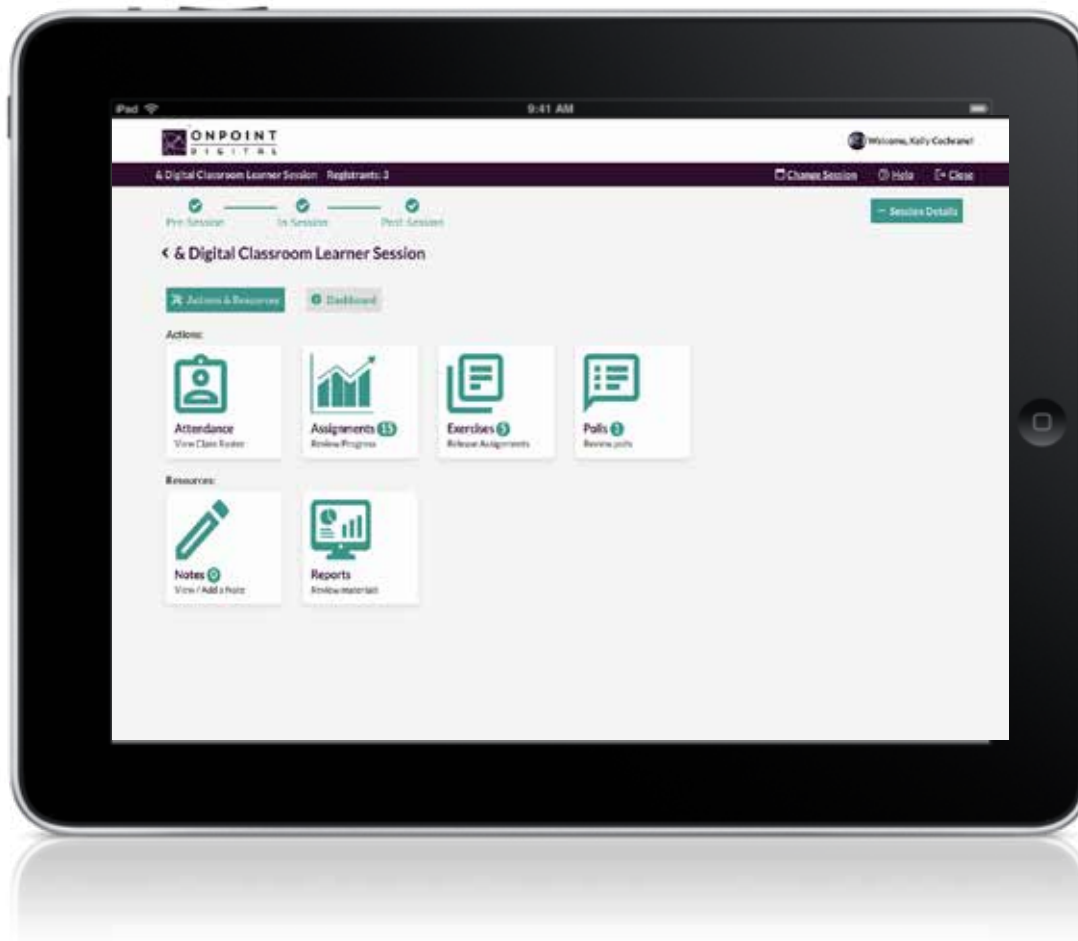 iPad 9:41 AM
ONPOINT
DIGITAL
Welcome, Kelly Cochrane!
& Digital Classroom Learner Session Registrants: 3
Change Session Help Close
Pre Session In Session Post Session
Session Details
& Digital Classroom Learner Session
Actions & Resources Dashboard
Actions:
Attendance Assignments 15 Exercises Polls
View Class Roster Review Progress Release Assignments Review polls
Resources:
Notes 0 Reports
View / Add a Note Review materials